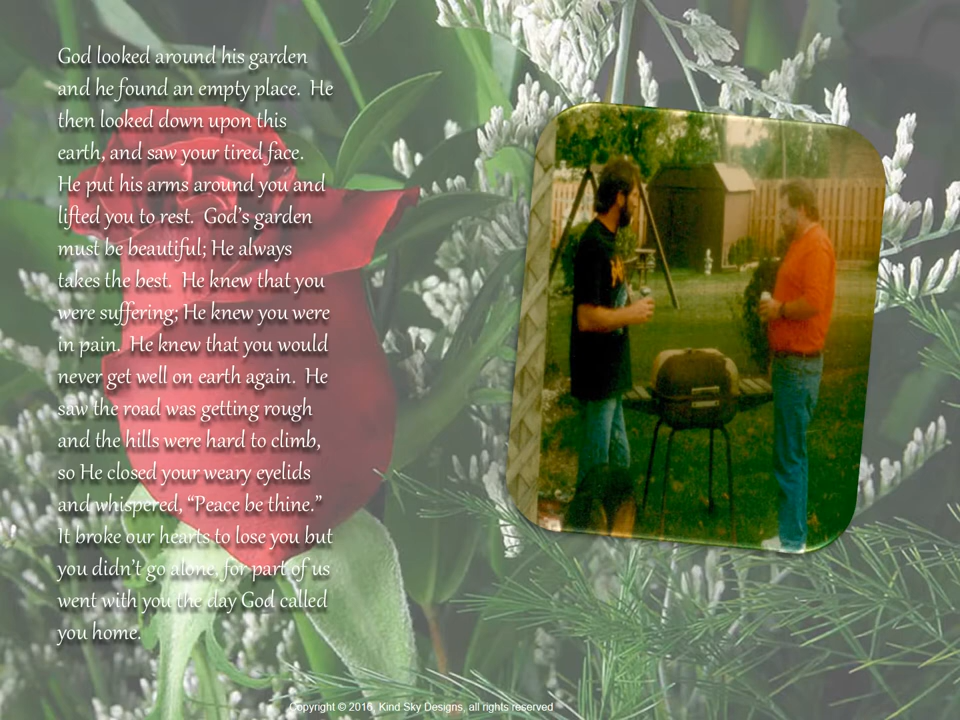 God looked around his garden
and he found an empty place.  He
then looked down upon this
earth, and saw your tired face.
He put his arms around you and
lifted you to rest.  God's garden
must be beautiful; He always
takes the best.  He knew that you
were suffering; He knew you were
in pain.  He knew that you would
never get well on earth again.  He
saw the road was getting rough
and the hills were hard to climb,
so He closed your weary eyelids
and whispered, “Peace be thine.”
It broke our hearts to lose you but
you didn't go alone, for part of us
went with you the day God called
you home.
Copyright © 2016, Kind Sky Designs, all rights reserved